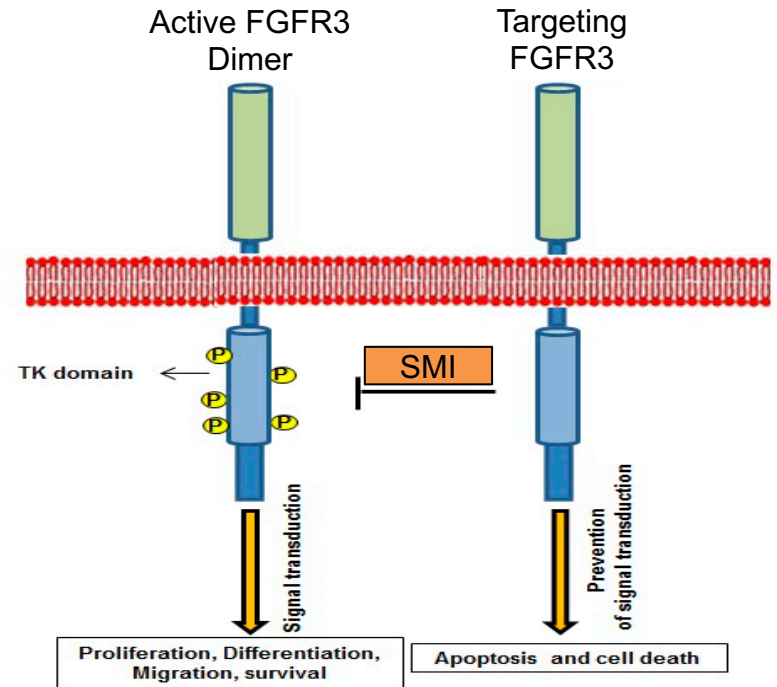 Active FGFR3
Dimer
Targeting
FGFR3
TK domain
P
P
P
P
P
SMI
Signal transduction
Prevention
of signal transduction
Proliferation, Differentiation,
Migration, survival
Apoptosis and cell death